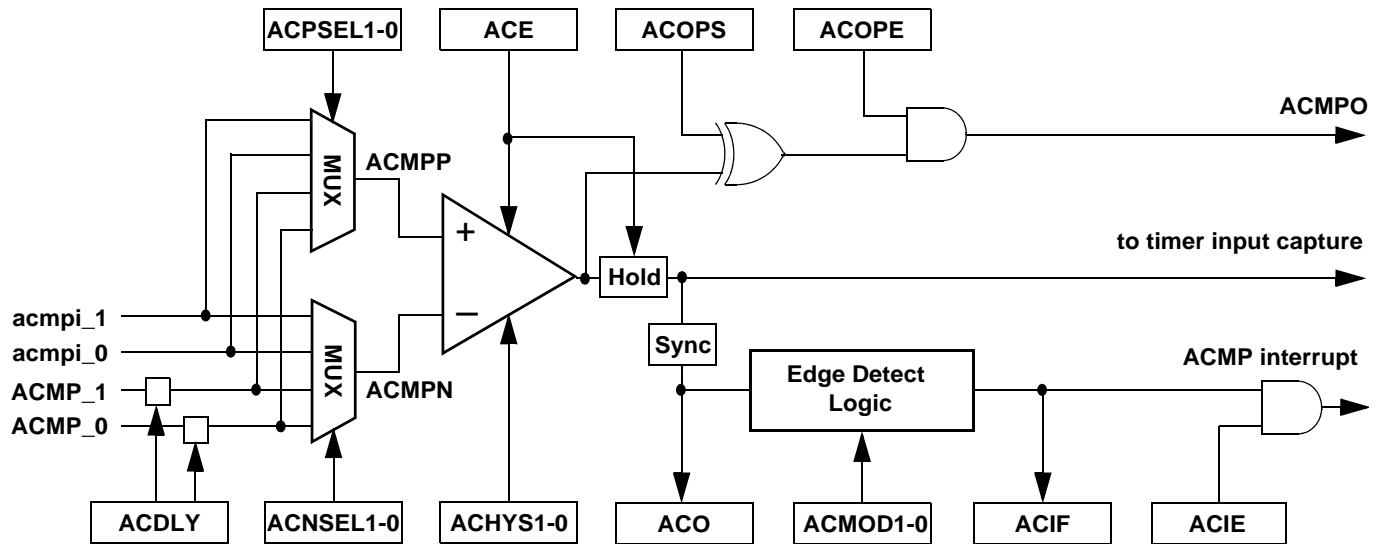 ACPSEL1-0
ACE
ACOPS
ACOPE
ACMPO
MUX
ACMPP
+
−
to timer input capture
Hold
acmpi_1
acmpi_0
ACMP_1
ACMP_0
MUX
ACMPN
Sync
Edge Detect
Logic
ACMP interrupt
ACDLY
ACNSEL1-0
ACHYS1-0
ACO
ACMOD1-0
ACIF
ACIE